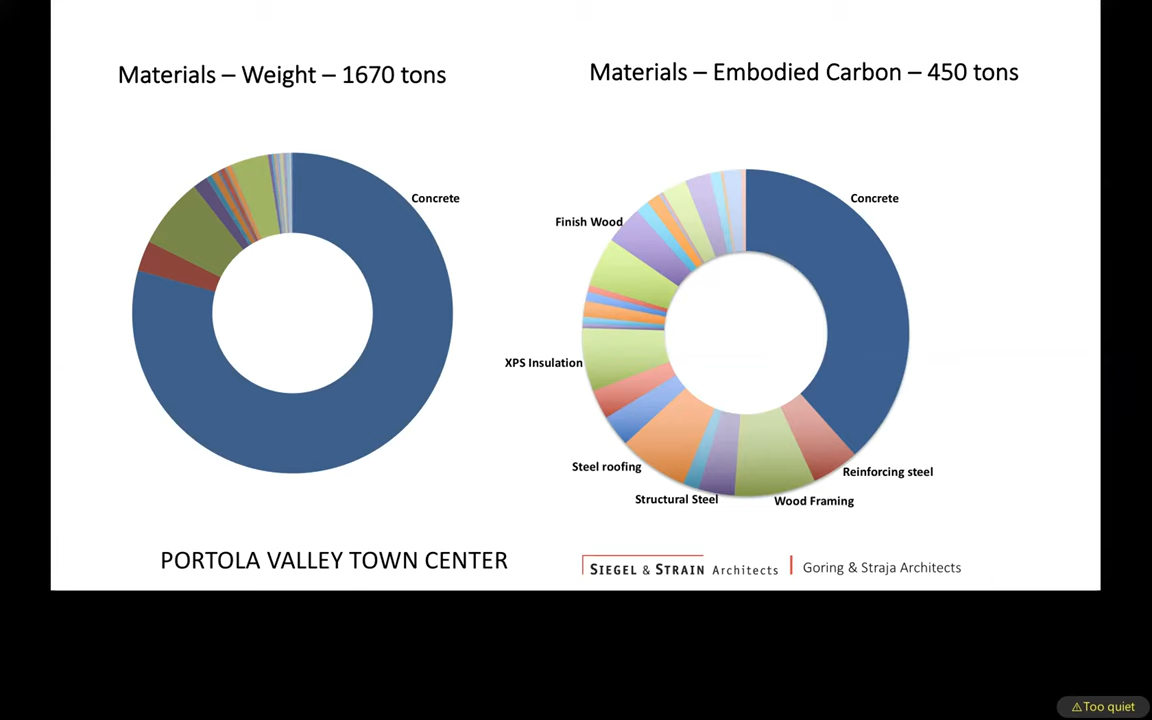 Materials – Weight – 1670 tons
Materials – Embodied Carbon – 450 tons
Concrete
Concrete
Finish Wood
XPS Insulation
Steel roofing
Reinforcing steel
Structural Steel
Wood Framing
PORTOLA VALLEY TOWN CENTER
SIEGEL & STRAIN Architects
Goring & Straja Architects
⚠Too quiet